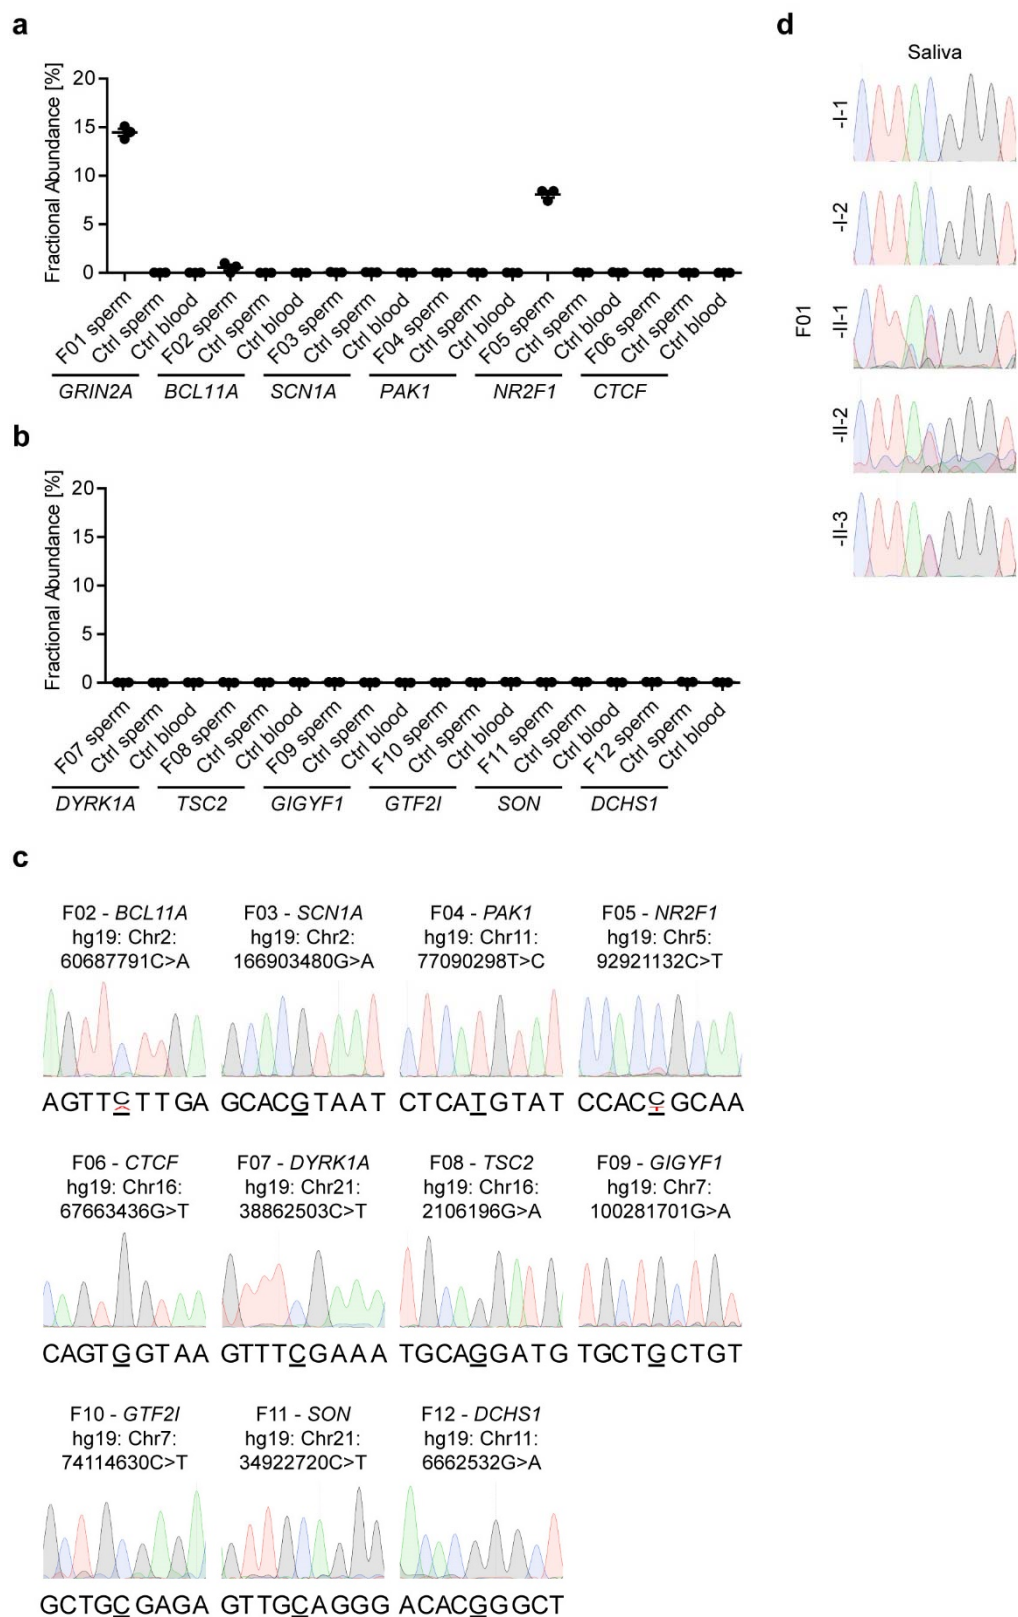 a
Fractional Abundance [%]
20
15
10
5
0
F01 sperm
Ctrl sperm
Ctrl blood
F02 sperm
Ctrl sperm
Ctrl blood
F03 sperm
Ctrl sperm
Ctrl blood
F04 sperm
Ctrl sperm
Ctrl blood
F05 sperm
Ctrl sperm
Ctrl blood
F06 sperm
Ctrl sperm
Ctrl blood
GRIN2A BCL11A SCN1A PAK1 NR2F1 CTCF
b
Fractional Abundance [%]
20
15
10
5
0
F07 sperm
Ctrl sperm
Ctrl blood
F08 sperm
Ctrl sperm
Ctrl blood
F09 sperm
Ctrl sperm
Ctrl blood
F10 sperm
Ctrl sperm
Ctrl blood
F11 sperm
Ctrl sperm
Ctrl blood
F12 sperm
Ctrl sperm
Ctrl blood
DYRK1A TSC2 GIGYF1 GTF2I SON DCHS1
c
F02 - BCL11A
hg19: Chr2:
60687791C>A
AGTTCTTGA
F03 - SCN1A
hg19: Chr2:
166903480G>A
GCACGTAAT
F04 - PAK1
hg19: Chr11:
77090298T>C
CTCATGTAT
F05 - NR2F1
hg19: Chr5:
92921132C>T
CCACCGCAA
F06 - CTCF
hg19: Chr16:
67663436G>T
CAGTGGTAA
F07 - DYRK1A
hg19: Chr21:
38862503C>T
GTTTCGAAA
F08 - TSC2
hg19: Chr16:
2106196G>A
TGCAGGATG
F09 - GIGYF1
hg19: Chr7:
100281701G>A
TGCTGCTGT
F10 - GTF2I
hg19: Chr7:
74114630C>T
GCTGCGAGA
F11 - SON
hg19: Chr21:
34922720C>T
GTTGCAGGG
F12 - DCHS1
hg19: Chr11:
6662532G>A
ACACGGGCT
d
Saliva
F01
-I-1
-I-2
-II-1
-II-2
-II-3